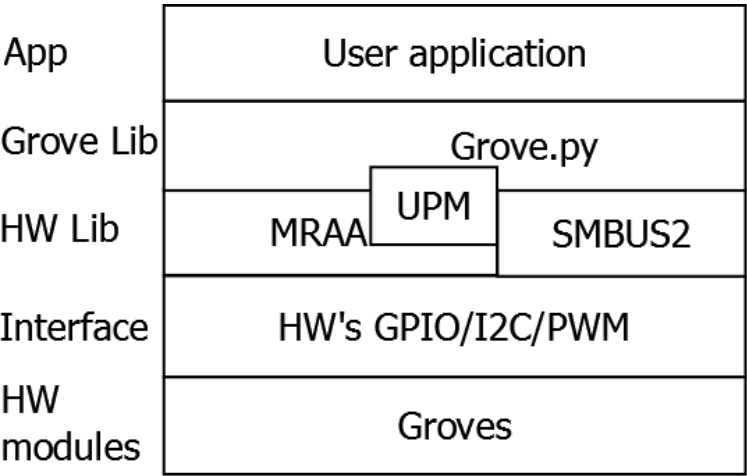 App
User application
Grove Lib
Grove.py
UPM
HW Lib
MRAA
SMBUS2
Interface
HW's GPIO/I2C/PWM
HW
modules
Groves